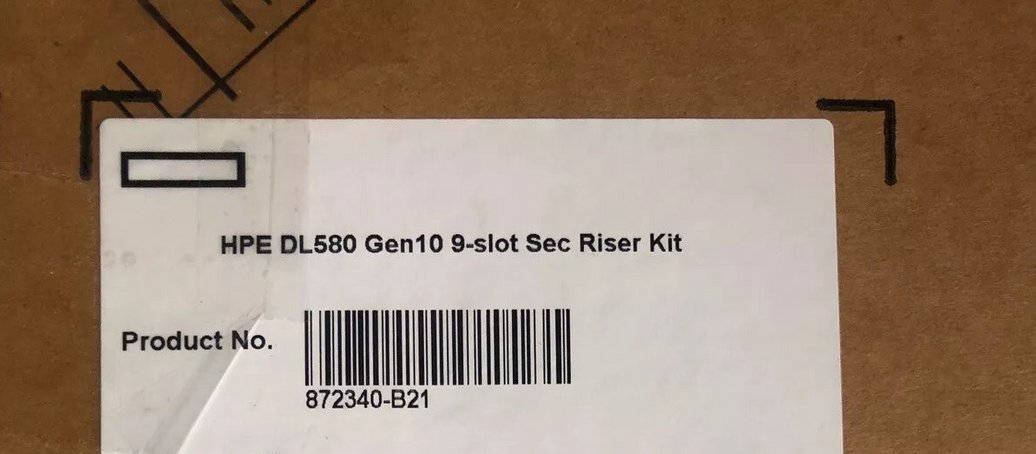 HPE DL580 Gen10 9-slot Sec Riser Kit
Product No.
872340-B21